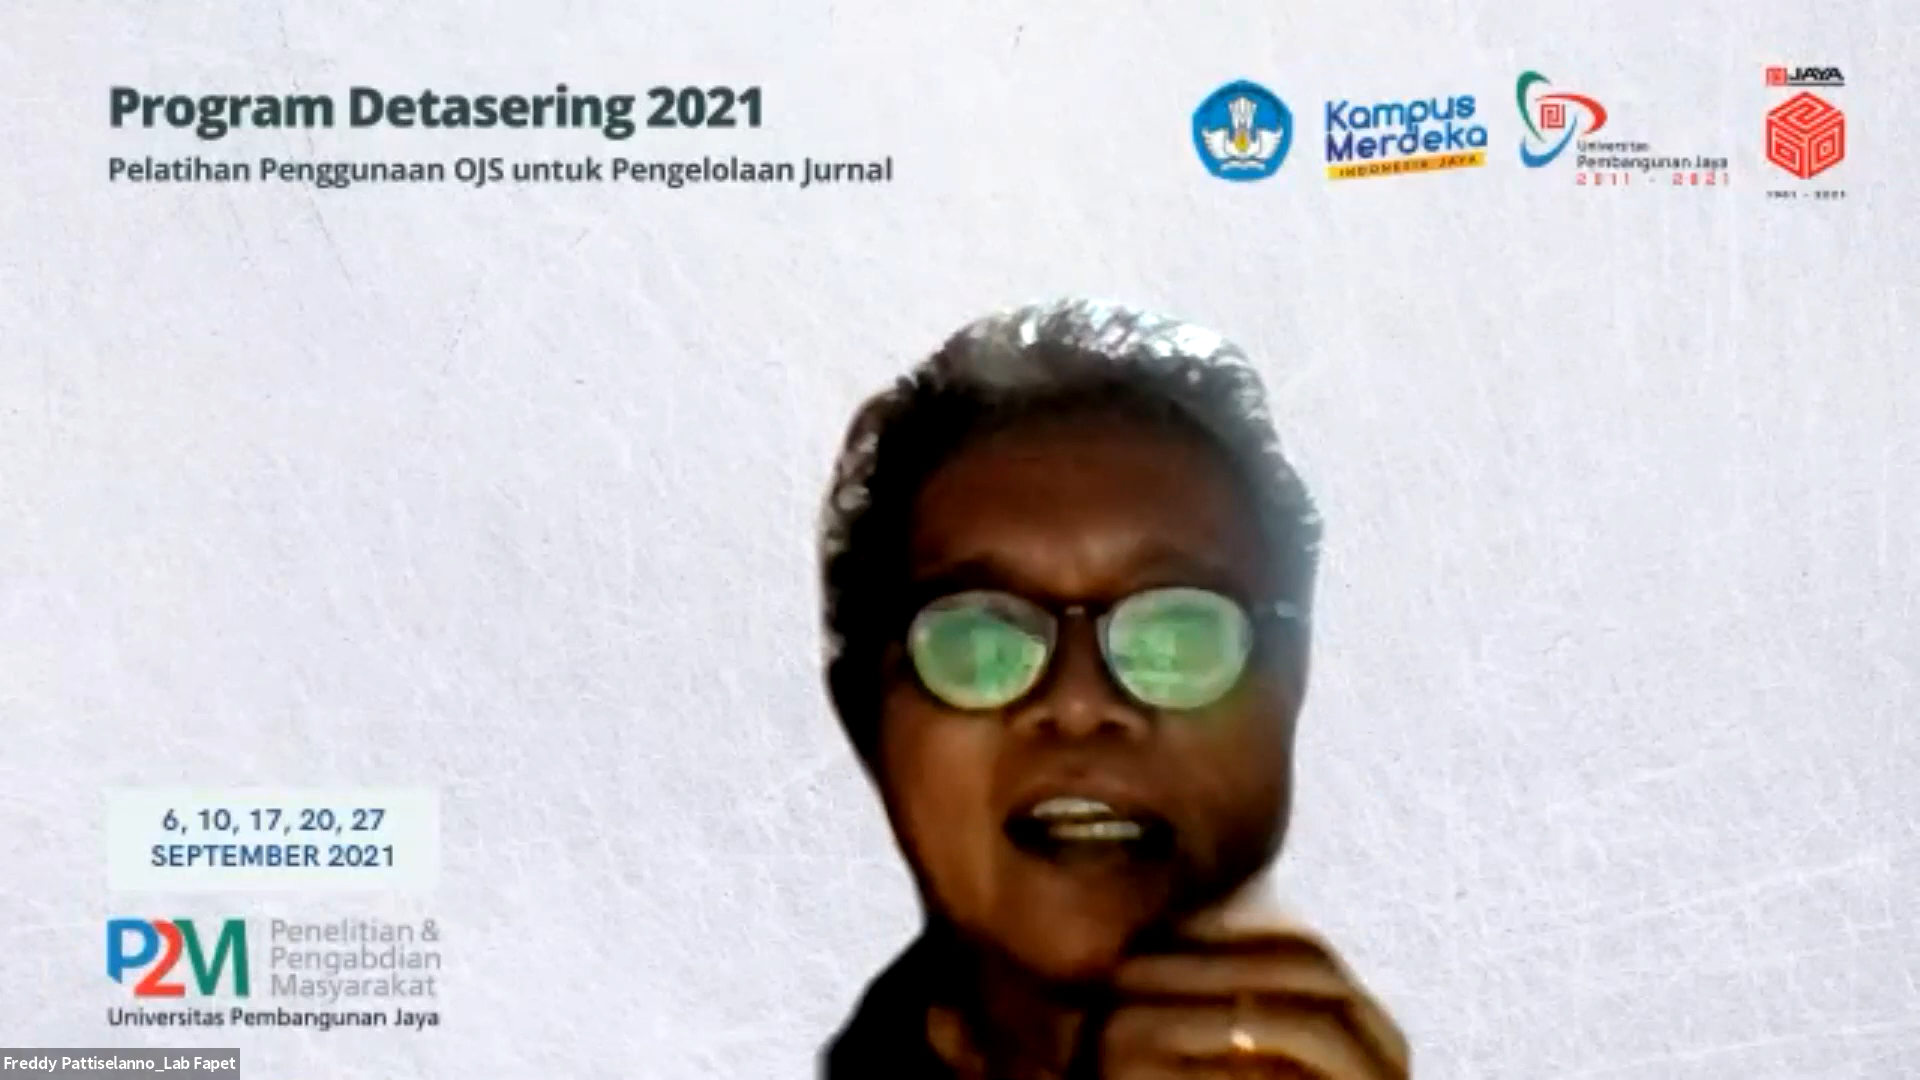 Program Detasering 2021
Pelatihan Penggunaan OJS untuk Pengelolaan Jurnal
Kampus
Merdeka
INDONESIA JAYA
Universitas
Pembangunan Jaya
2011 - 2021
JAYA
6, 10, 17, 20, 27
SEPTEMBER 2021
P2M
Penelitian &
Pengabdian
Masyarakat
Universitas Pembangunan Jaya
Freddy Pattiselanno_Lab Fapet